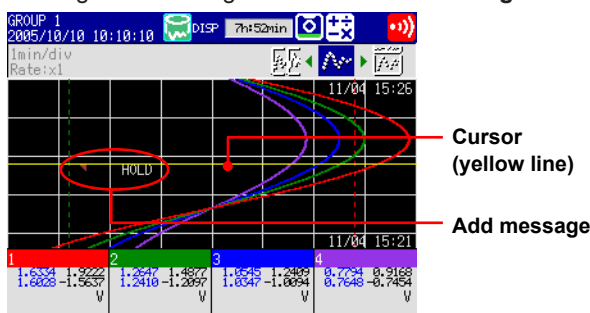 GROUP 1
2005/10/10 10:10:10 DISP 7h:52min
1min/div
Rate:x1
11/04 15:26
Cursor
(yellow line)
HOLD
Add message
11/04 15:21
1 2 3 4
1.6334 1.9222 1.2647 1.4877 1.0545 1.2409 0.7794 0.9168
1.6028 -1.5637 1.2410 -1.2097 1.0347 -1.0094 0.7648 -0.7454
V V V V